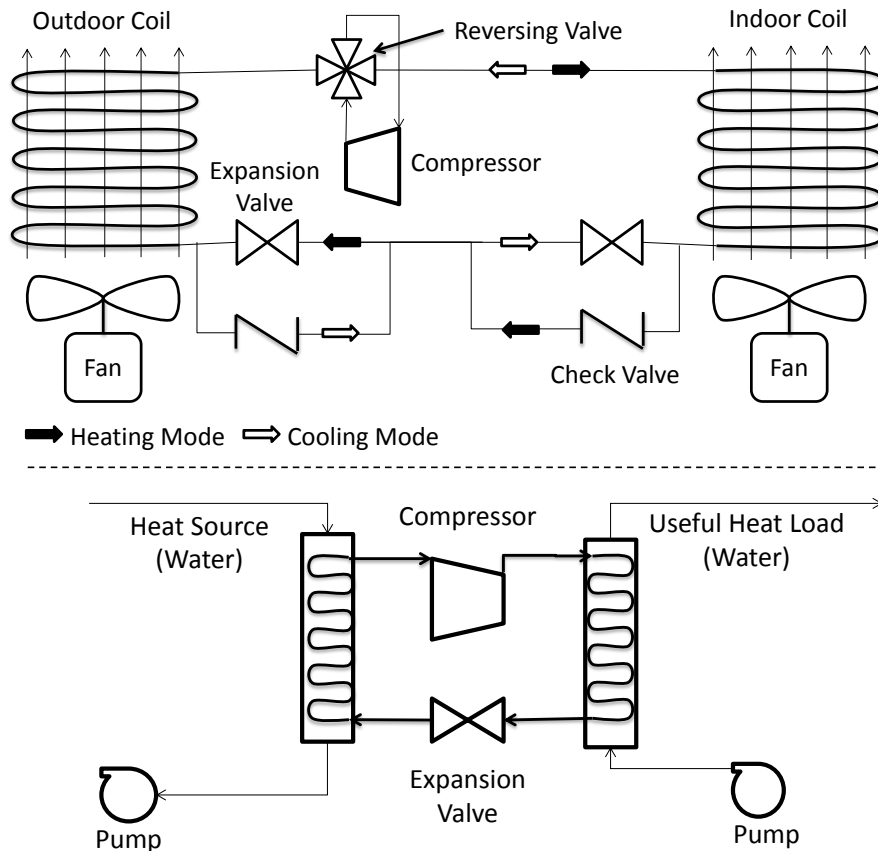 Outdoor Coil
Reversing Valve
Indoor Coil
Compressor
Expansion
Valve
Fan
Check Valve
Fan
Heating Mode
Cooling Mode
Heat Source
(Water)
Compressor
Useful Heat Load
(Water)
Expansion
Valve
Pump
Pump